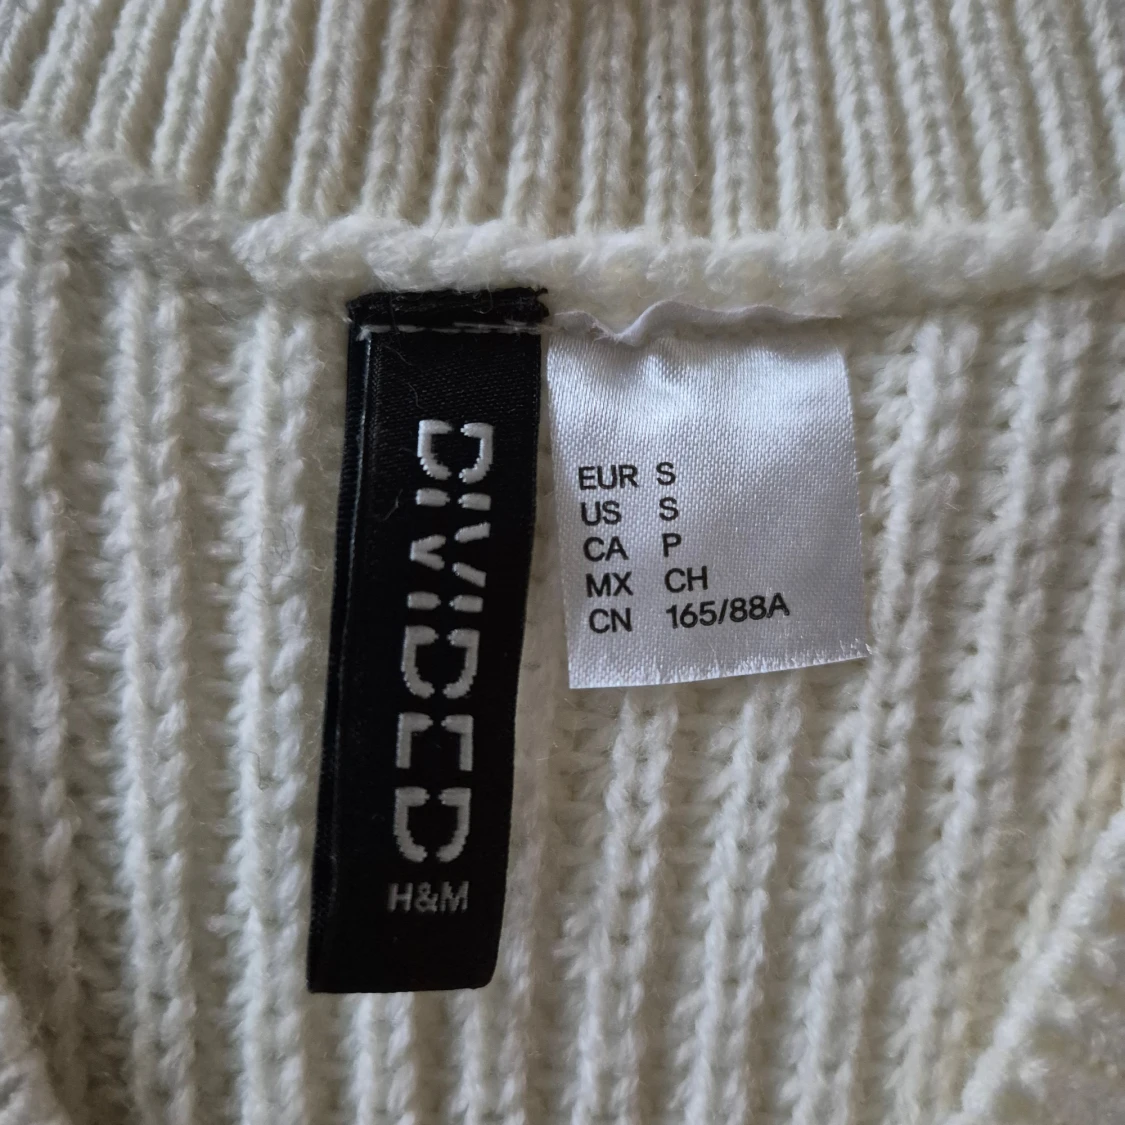 DIVIDED
H&M
EUR S
US S
CA P
MX CH
CN 165/88A